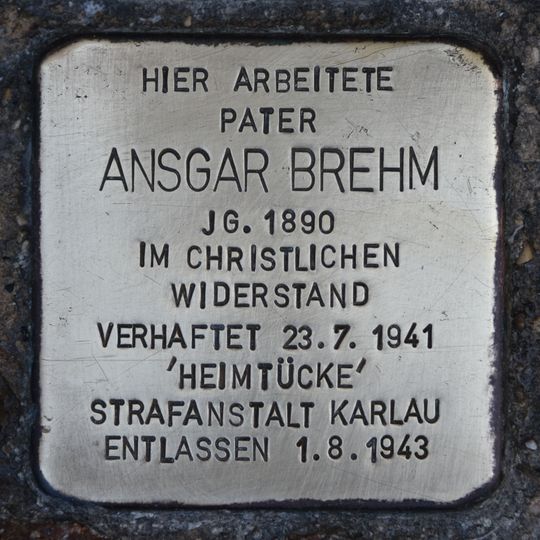 HIER ARBEITETE
PATER
ANSGAR BREHM
JG. 1890
IM CHRISTLICHEN
WIDERSTAND
VERHAFTET 23.7. 1941
'HEIMTÜCKE'
STRAFANSTALT KARLAU
ENTLASSEN 1.8.1943